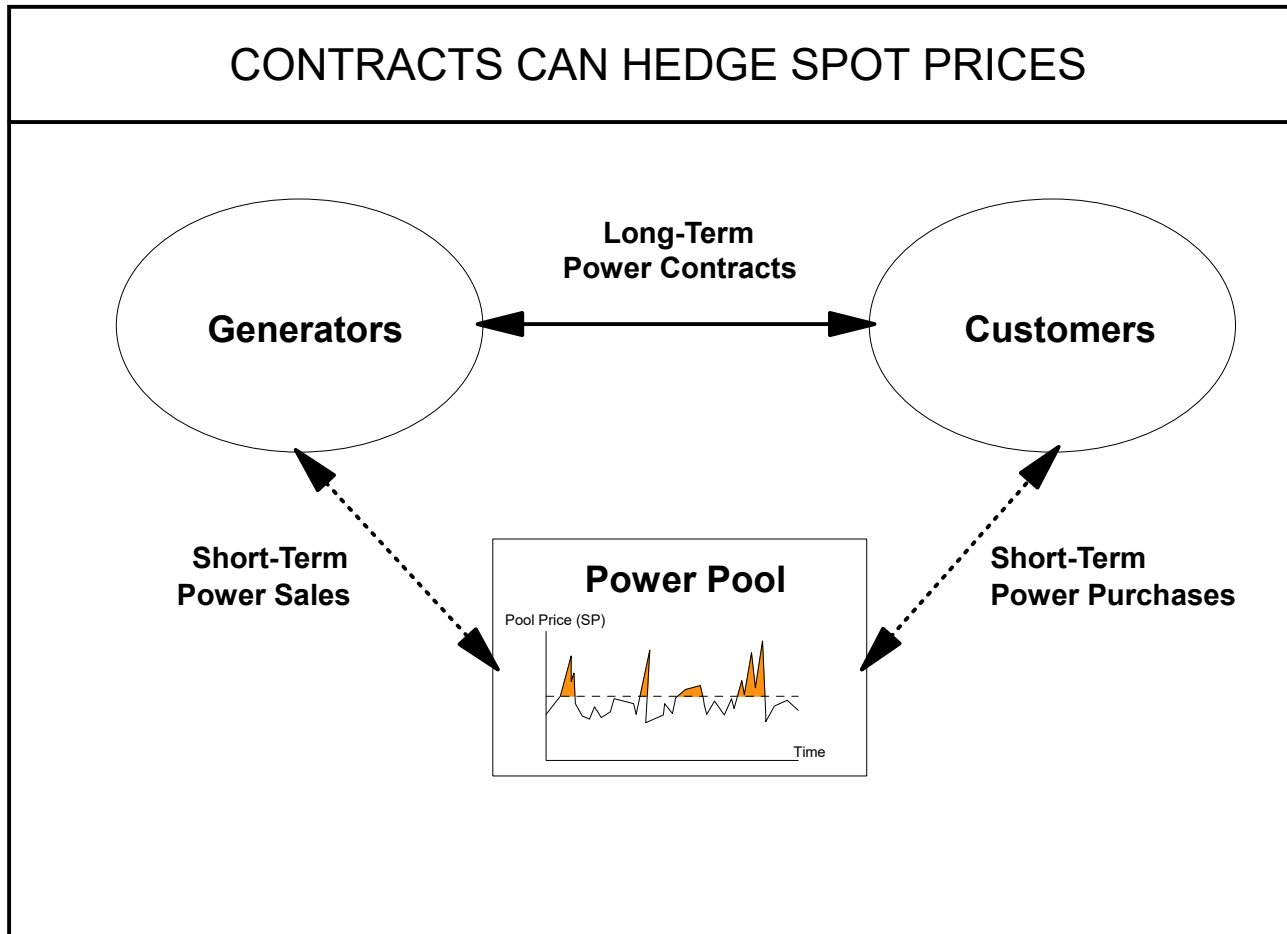 CONTRACTS CAN HEDGE SPOT PRICES
Long-Term
Power Contracts
Generators
Customers
Short-Term
Power Sales
Power Pool
Pool Price (SP)
Time
Short-Term
Power Purchases